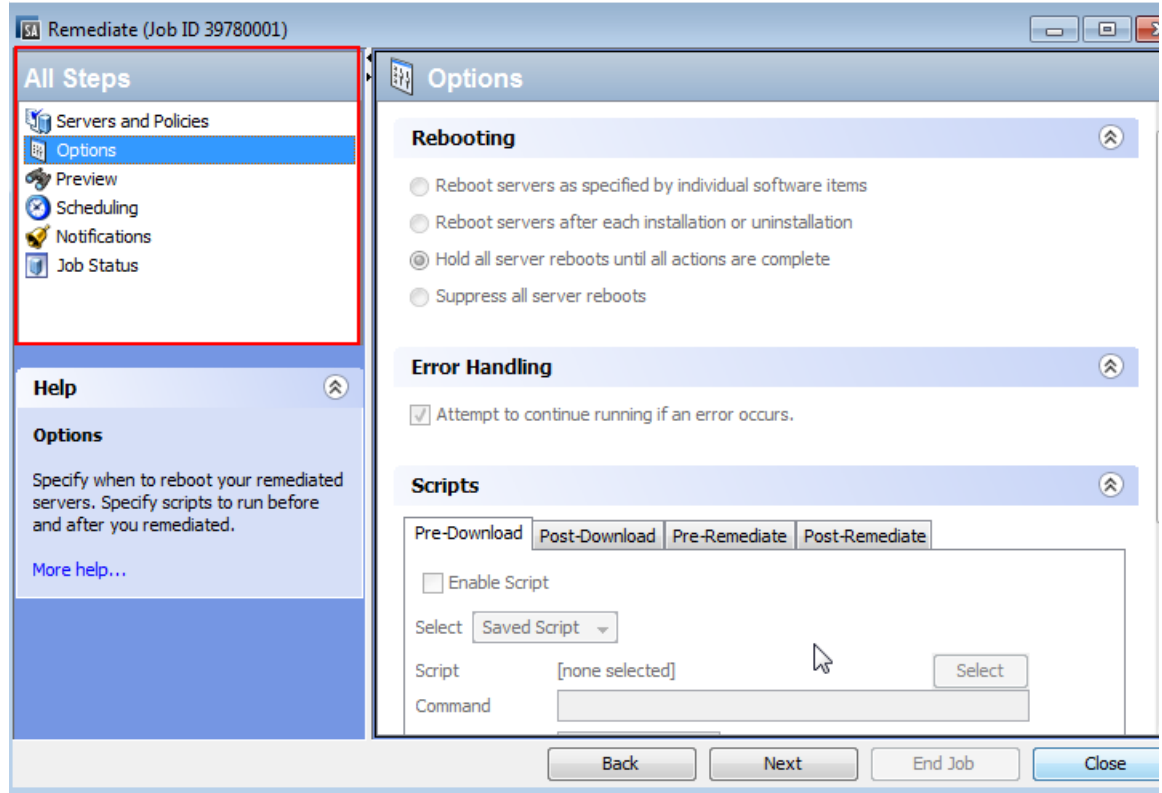 SA Remediate (Job ID 39780001)
All Steps
Servers and Policies
Options
Preview
Scheduling
Notifications
Job Status
Help
Options
Specify when to reboot your remediated
servers. Specify scripts to run before
and after you remediated.
More help...
Options
Rebooting
Reboot servers as specified by individual software items
Reboot servers after each installation or uninstallation
Hold all server reboots until all actions are complete
Suppress all server reboots
Error Handling
Attempt to continue running if an error occurs.
Scripts
Pre-Download Post-Download Pre-Remediate Post-Remediate
Enable Script
Select Saved Script
Script [none selected] Select
Command
Back Next End Job Close